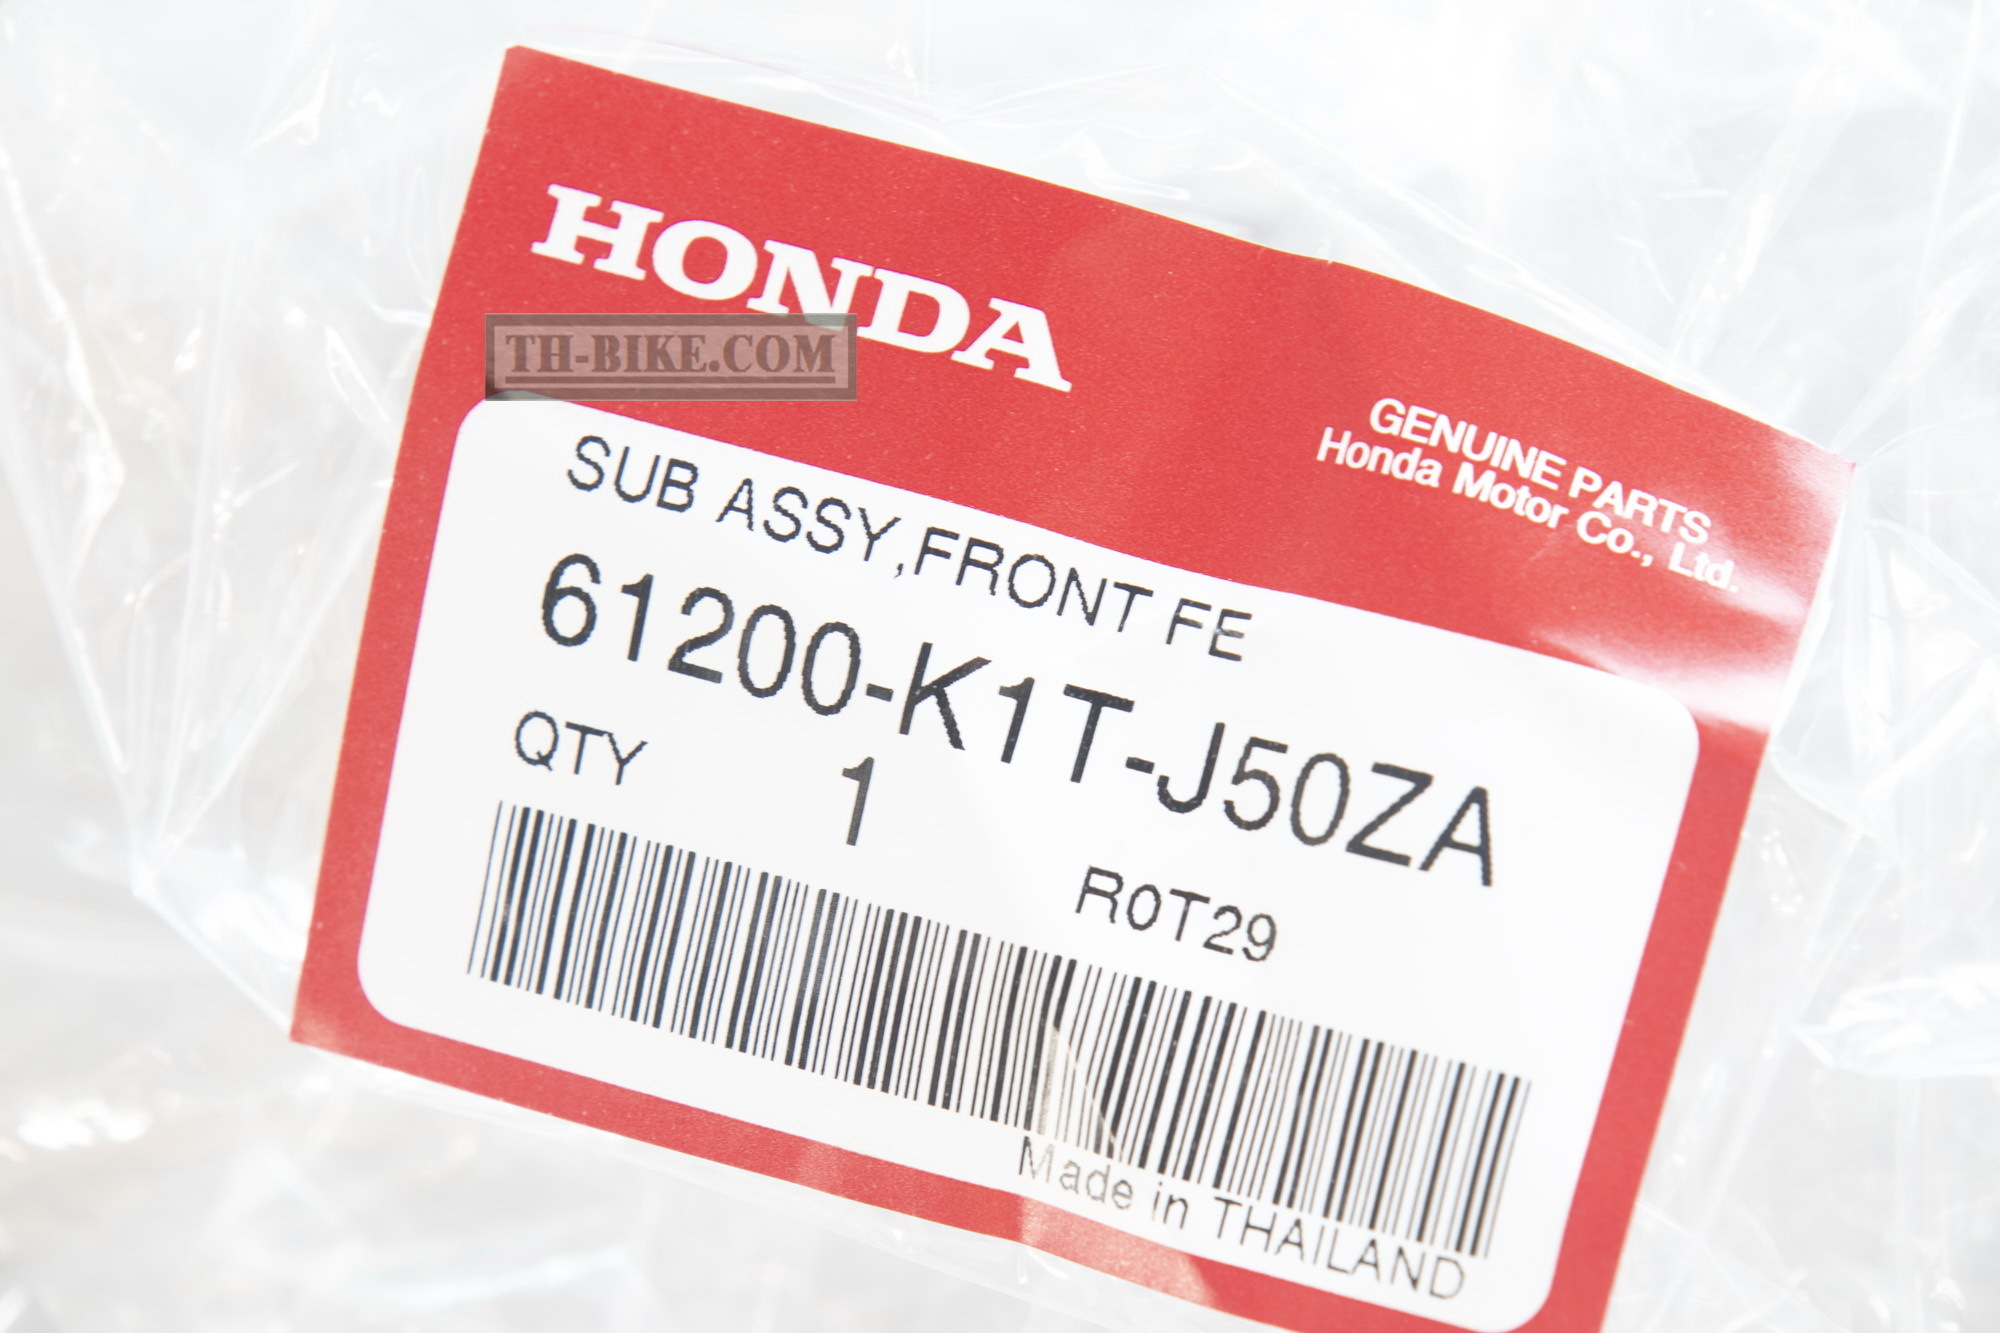 HONDA
TH-BIKE.COM
GENUINE PARTS
Honda Motor Co., Ltd.
SUB ASSY,FRONT FE
61200-K1T-J50ZA
QTY 1
R0T29
Made in THAILAND